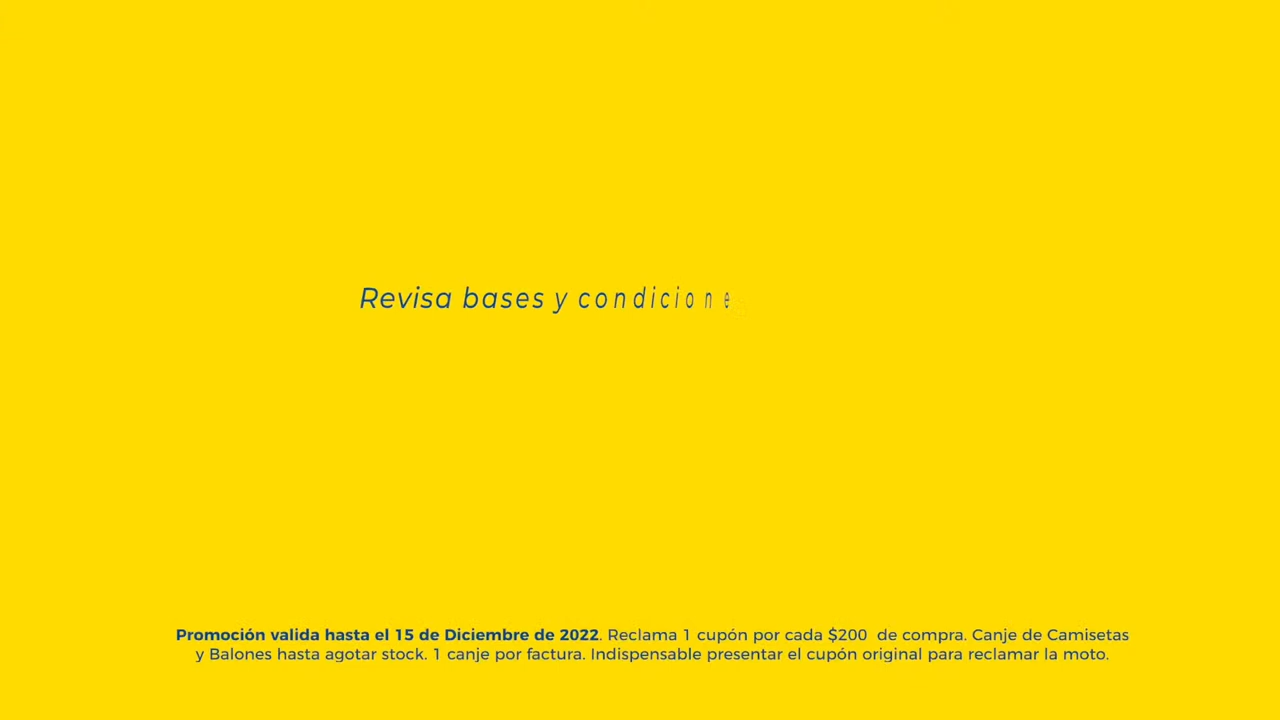 Revisa bases y condiciones
Promoción valida hasta el 15 de Diciembre de 2022. Reclama 1 cupón por cada $200 de compra. Canje de Camisetas
y Balones hasta agotar stock. 1 canje por factura. Indispensable presentar el cupón original para reclamar la moto.